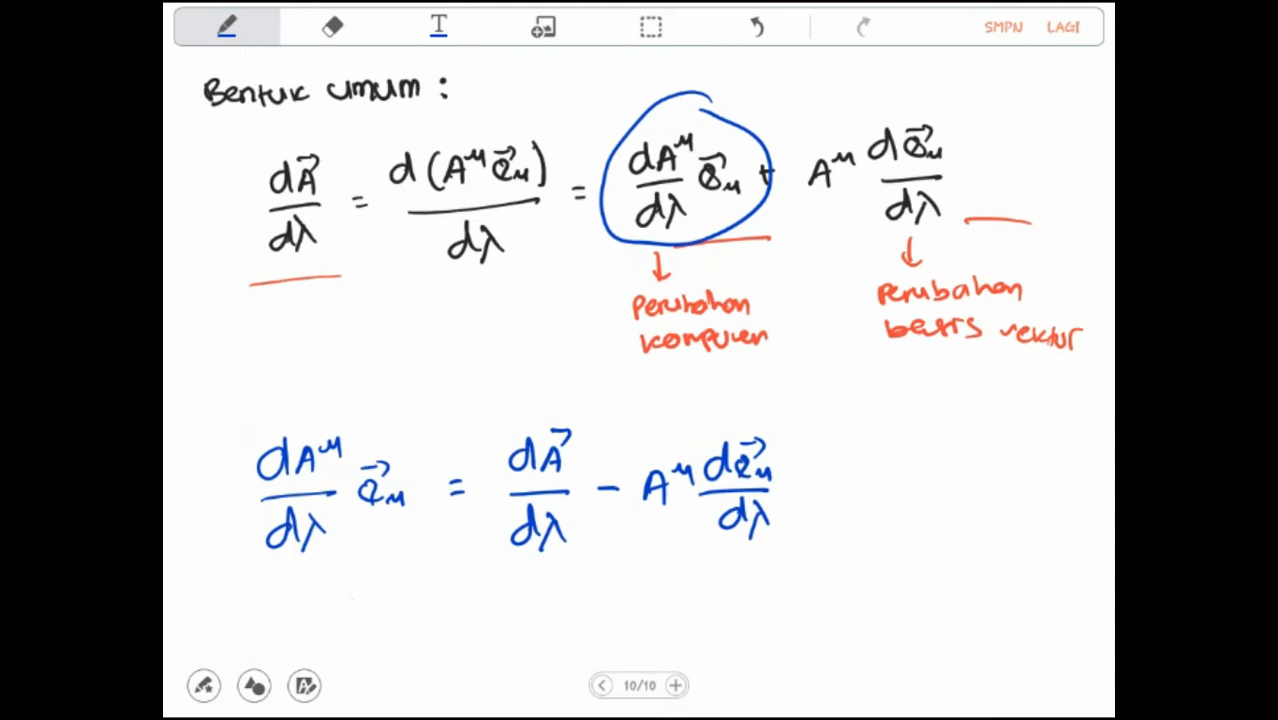 T SMPN LAGI
Bentuk umum :
dA⃗/dλ = d(A^μ e⃗_μ)/dλ = dA^μ/dλ e⃗_μ + A^μ de⃗_μ/dλ
↓ ↓
Perubahan Perubahan
komponen basis vektor
dA^μ/dλ e⃗_μ = dA⃗/dλ - A^μ de⃗_μ/dλ
< 10/10 +